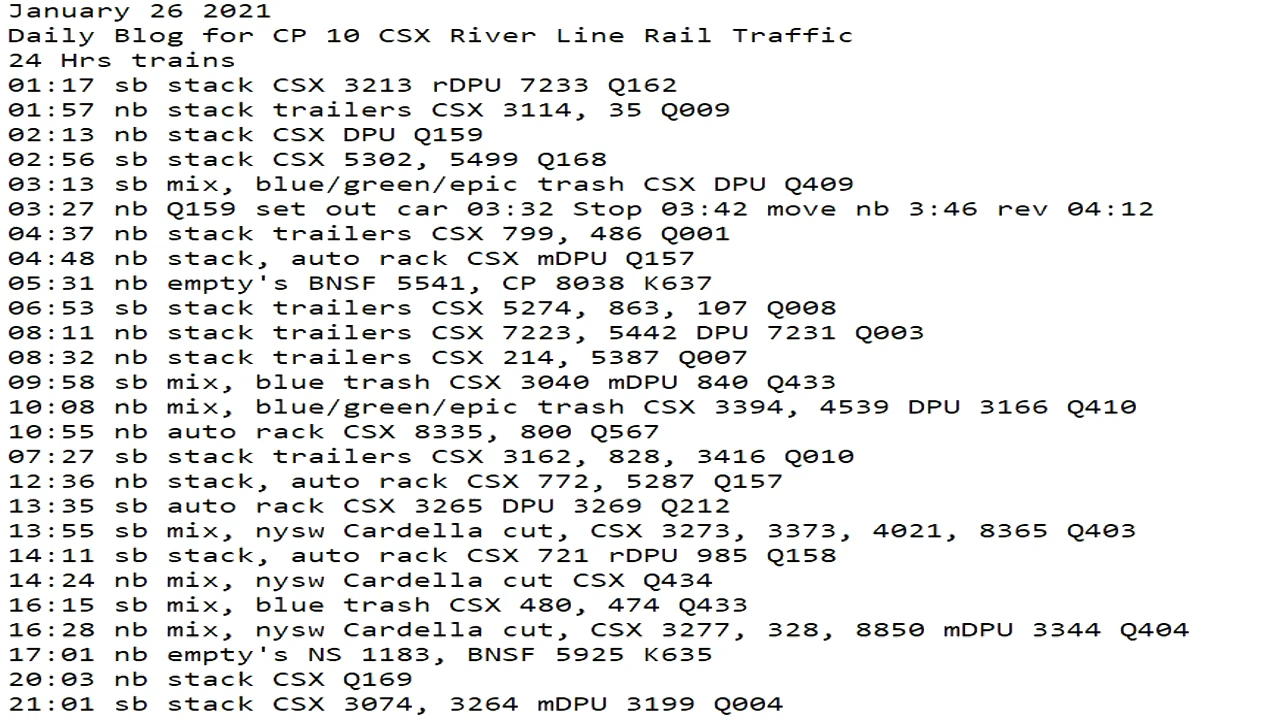 January 26 2021
Daily Blog for CP 10 CSX River Line Rail Traffic
24 Hrs trains
01:17 sb stack CSX 3213 rDPU 7233 Q162
01:57 nb stack trailers CSX 3114, 35 Q009
02:13 nb stack CSX DPU Q159
02:56 sb stack CSX 5302, 5499 Q168
03:13 sb mix, blue/green/epic trash CSX DPU Q409
03:27 nb Q159 set out car 03:32 Stop 03:42 move nb 3:46 rev 04:12
04:37 nb stack trailers CSX 799, 486 Q001
04:48 nb stack, auto rack CSX mDPU Q157
05:31 nb empty's BNSF 5541, CP 8038 K637
06:53 sb stack trailers CSX 5274, 863, 107 Q008
08:11 nb stack trailers CSX 7223, 5442 DPU 7231 Q003
08:32 nb stack trailers CSX 214, 5387 Q007
09:58 sb mix, blue trash CSX 3040 mDPU 840 Q433
10:08 nb mix, blue/green/epic trash CSX 3394, 4539 DPU 3166 Q410
10:55 nb auto rack CSX 8335, 800 Q567
07:27 sb stack trailers CSX 3162, 828, 3416 Q010
12:36 nb stack, auto rack CSX 772, 5287 Q157
13:35 sb auto rack CSX 3265 DPU 3269 Q212
13:55 sb mix, nysw Cardella cut, CSX 3273, 3373, 4021, 8365 Q403
14:11 sb stack, auto rack CSX 721 rDPU 985 Q158
14:24 nb mix, nysw Cardella cut CSX Q434
16:15 sb mix, blue trash CSX 480, 474 Q433
16:28 nb mix, nysw Cardella cut, CSX 3277, 328, 8850 mDPU 3344 Q404
17:01 nb empty's NS 1183, BNSF 5925 K635
20:03 nb stack CSX Q169
21:01 sb stack CSX 3074, 3264 mDPU 3199 Q004